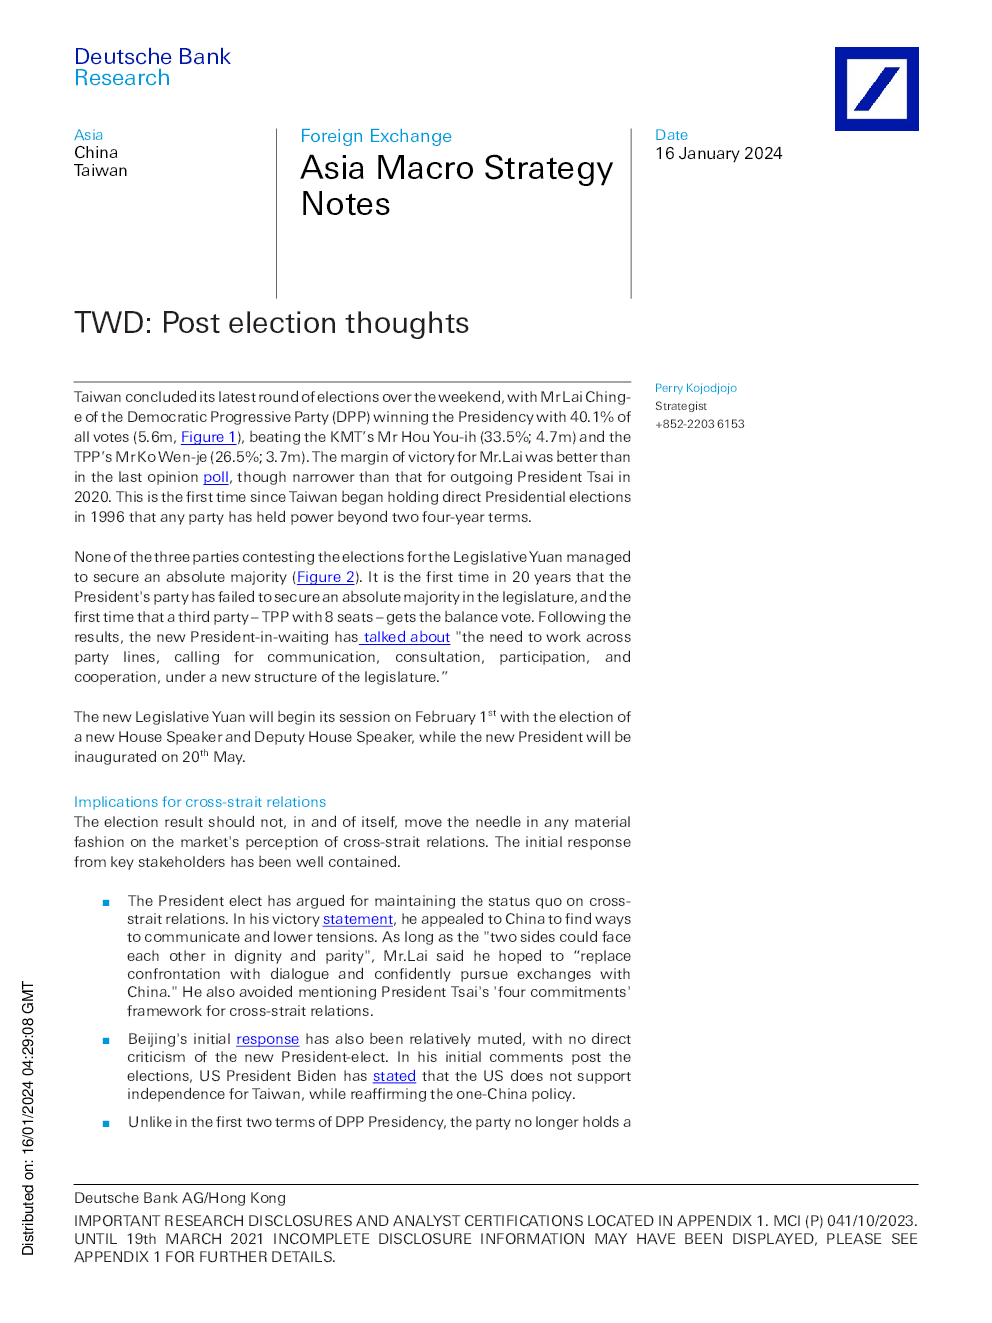 Deutsche Bank
Research
Asia
China
Taiwan
Foreign Exchange
Asia Macro Strategy
Notes
Date
16 January 2024
TWD: Post election thoughts
Perry Kojodjojo
Strategist
+852-2203 6153
Taiwan concluded its latest round of elections over the weekend, with Mr Lai Ching-
e of the Democratic Progressive Party (DPP) winning the Presidency with 40.1% of
all votes (5.6m, Figure 1), beating the KMT's Mr Hou You-ih (33.5%; 4.7m) and the
TPP's Mr Ko Wen-je (26.5%; 3.7m). The margin of victory for Mr.Lai was better than
in the last opinion poll, though narrower than that for outgoing President Tsai in
2020. This is the first time since Taiwan began holding direct Presidential elections
in 1996 that any party has held power beyond two four-year terms.
None of the three parties contesting the elections for the Legislative Yuan managed
to secure an absolute majority (Figure 2). It is the first time in 20 years that the
President's party has failed to secure an absolute majority in the legislature, and the
first time that a third party – TPP with 8 seats – gets the balance vote. Following the
results, the new President-in-waiting has talked about "the need to work across
party lines, calling for communication, consultation, participation, and
cooperation, under a new structure of the legislature.”
The new Legislative Yuan will begin its session on February 1st with the election of
a new House Speaker and Deputy House Speaker, while the new President will be
inaugurated on 20th May.
Implications for cross-strait relations
The election result should not, in and of itself, move the needle in any material
fashion on the market's perception of cross-strait relations. The initial response
from key stakeholders has been well contained.
■ The President elect has argued for maintaining the status quo on cross-
strait relations. In his victory statement, he appealed to China to find ways
to communicate and lower tensions. As long as the "two sides could face
each other in dignity and parity", Mr.Lai said he hoped to “replace
confrontation with dialogue and confidently pursue exchanges with
China." He also avoided mentioning President Tsai's 'four commitments'
framework for cross-strait relations.
■ Beijing's initial response has also been relatively muted, with no direct
criticism of the new President-elect. In his initial comments post the
elections, US President Biden has stated that the US does not support
independence for Taiwan, while reaffirming the one-China policy.
■ Unlike in the first two terms of DPP Presidency, the party no longer holds a
Deutsche Bank AG/Hong Kong
IMPORTANT RESEARCH DISCLOSURES AND ANALYST CERTIFICATIONS LOCATED IN APPENDIX 1. MCI (P) 041/10/2023.
UNTIL 19th MARCH 2021 INCOMPLETE DISCLOSURE INFORMATION MAY HAVE BEEN DISPLAYED, PLEASE SEE
APPENDIX 1 FOR FURTHER DETAILS.
Distributed on: 16/01/2024 04:29:08 GMT